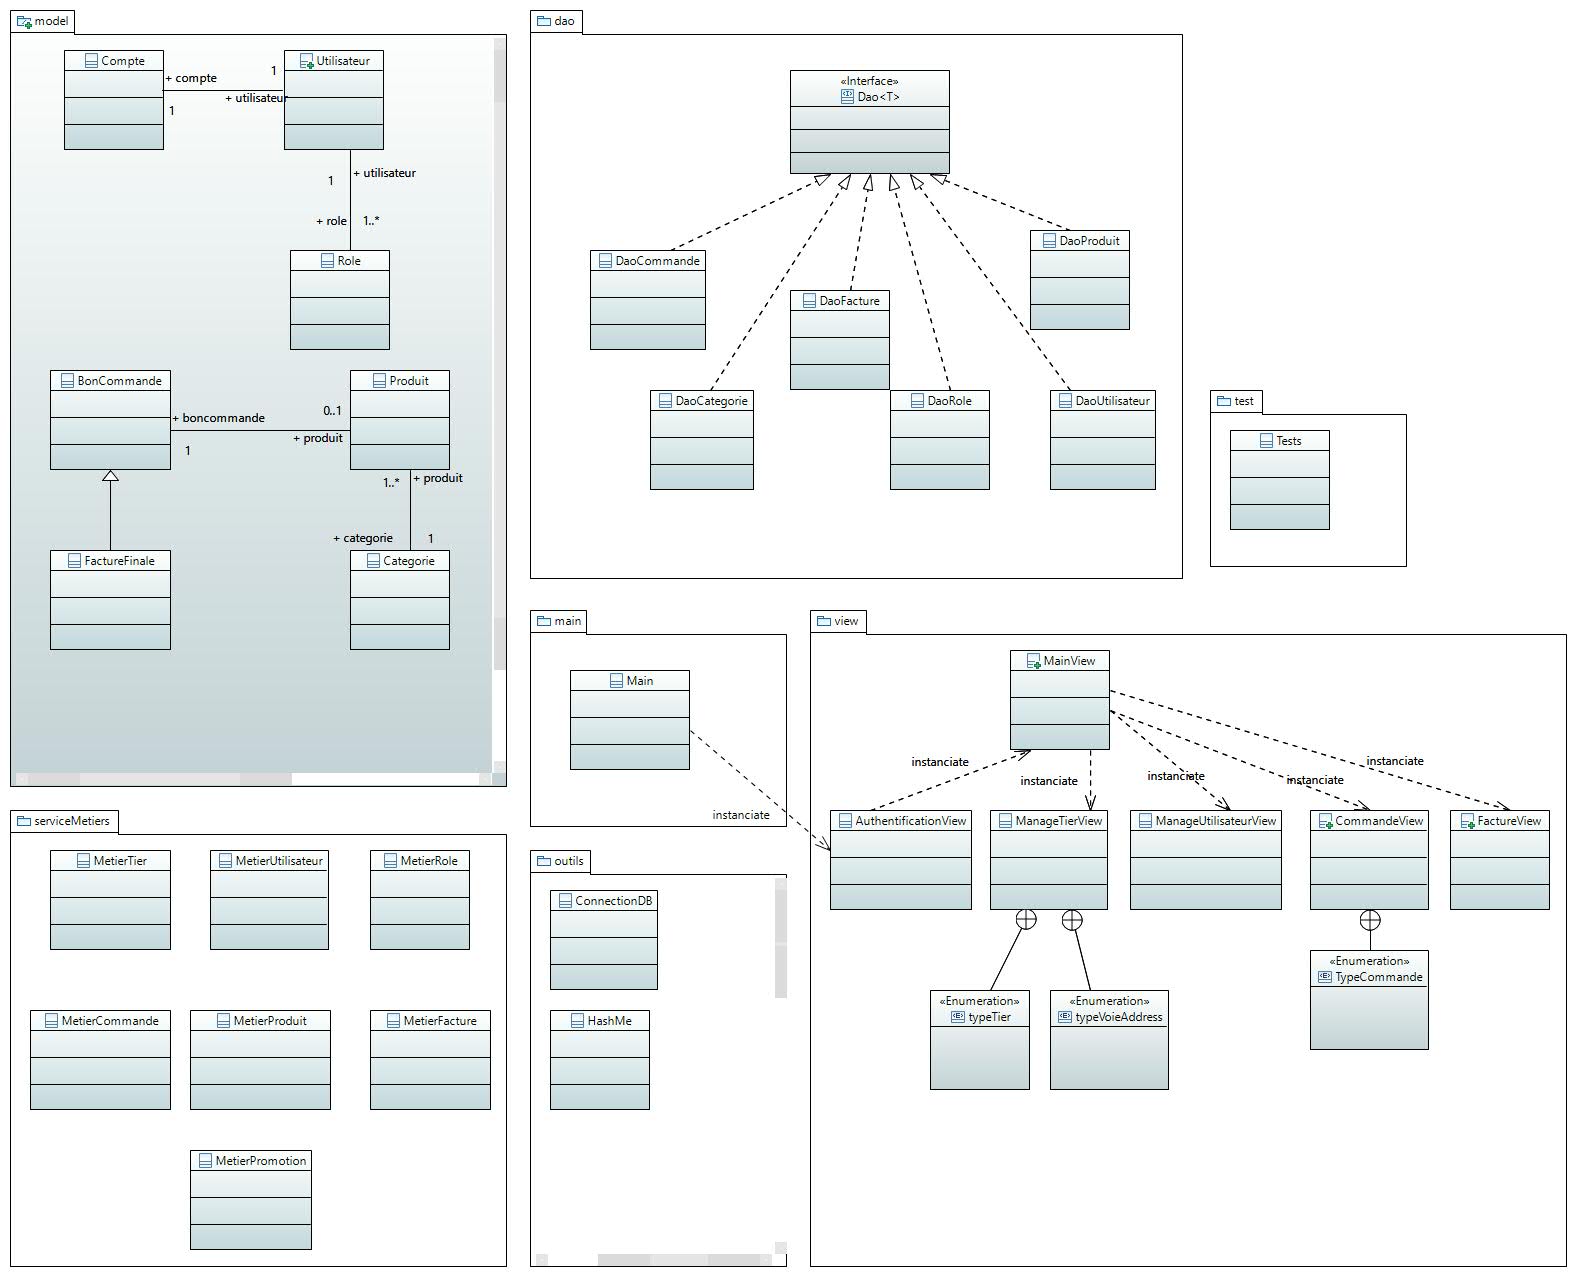 model
Compte
Utilisateur
+ compte
1
+ utilisateur
1
+ utilisateur
1
+ role
1..*
Role
BonCommande
Produit
+ boncommande
0..1
+ produit
1
1..*
+ produit
+ categorie
1
FactureFinale
Categorie
dao
«Interface»
Dao<T>
DaoProduit
DaoCommande
DaoFacture
DaoCategorie
DaoRole
DaoUtilisateur
test
Tests
main
Main
instanciate
view
MainView
instanciate
instanciate
instanciate
instanciate
instanciate
AuthentificationView
ManageTierView
ManageUtilisateurView
CommandeView
FactureView
«Enumeration»
TypeCommande
«Enumeration»
typeTier
«Enumeration»
typeVoieAddress
serviceMetiers
MetierTier
MetierUtilisateur
MetierRole
MetierCommande
MetierProduit
MetierFacture
MetierPromotion
outils
ConnectionDB
HashMe